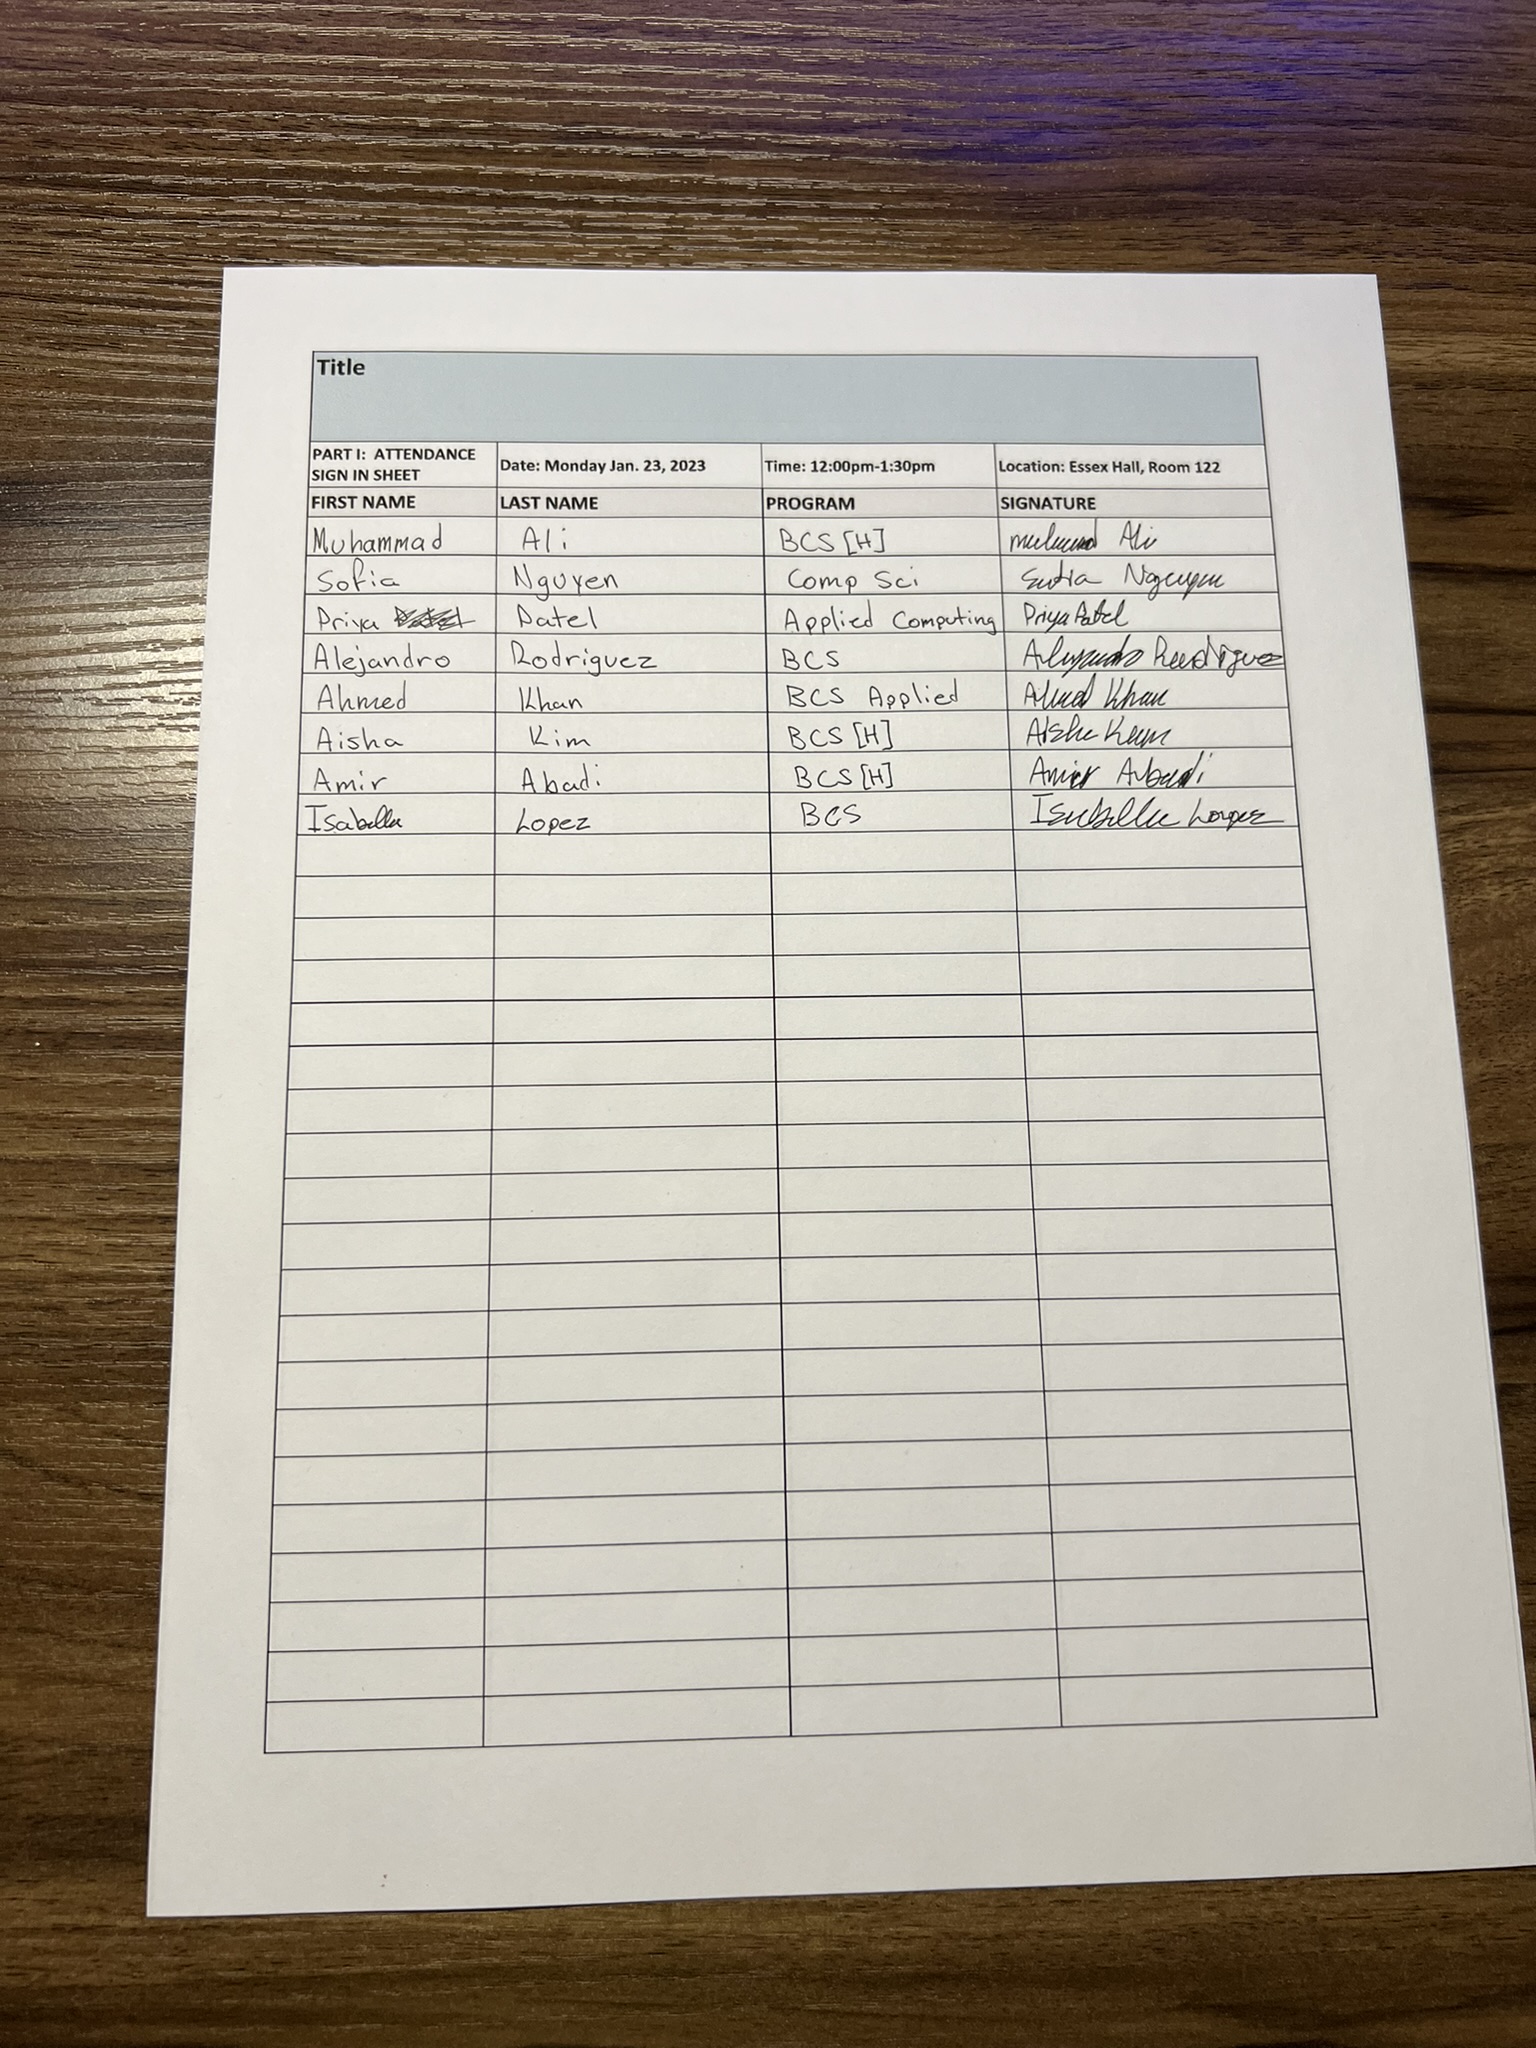 Title
PART I: ATTENDANCE SIGN IN SHEET Date: Monday Jan. 23, 2023 Time: 12:00pm-1:30pm Location: Essex Hall, Room 122
FIRST NAME LAST NAME PROGRAM SIGNATURE
Muhammad Ali BCS [H] Ali
Sofia Nguyen Comp Sci Sofia Nguyen
Priya Patel Applied Computing Priya Patel
Alejandro Rodriguez BCS Alejandro Rodriguez
Ahmed Khan BCS Applied Ahmed Khan
Aisha Kim BCS [H] Aisha Kim
Amir Abadi BCS [H] Amir Abadi
Isabella Lopez BCS Isabella Lopez